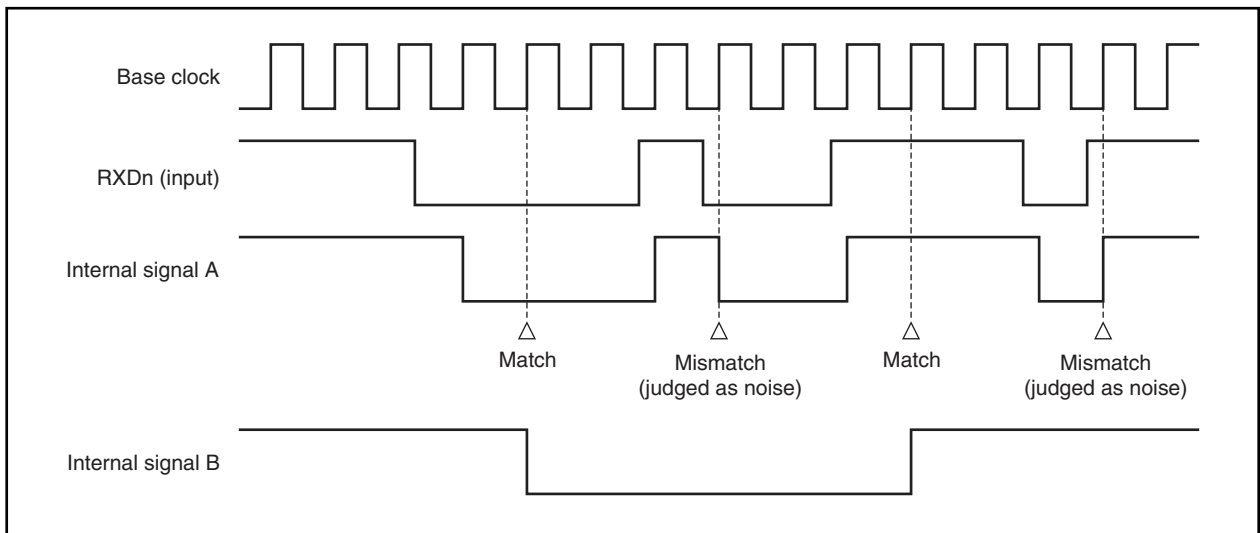 Base clock
RXDn (input)
Internal signal A
Match
Mismatch
(judged as noise)
Match
Mismatch
(judged as noise)
Internal signal B